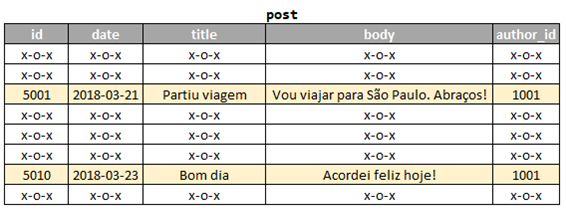 post
id date title body author_id
x-o-x x-o-x x-o-x x-o-x x-o-x
x-o-x x-o-x x-o-x x-o-x x-o-x
5001 2018-03-21 Partiu viagem Vou viajar para São Paulo. Abraços! 1001
x-o-x x-o-x x-o-x x-o-x x-o-x
x-o-x x-o-x x-o-x x-o-x x-o-x
x-o-x x-o-x x-o-x x-o-x x-o-x
5010 2018-03-23 Bom dia Acordei feliz hoje! 1001
x-o-x x-o-x x-o-x x-o-x x-o-x